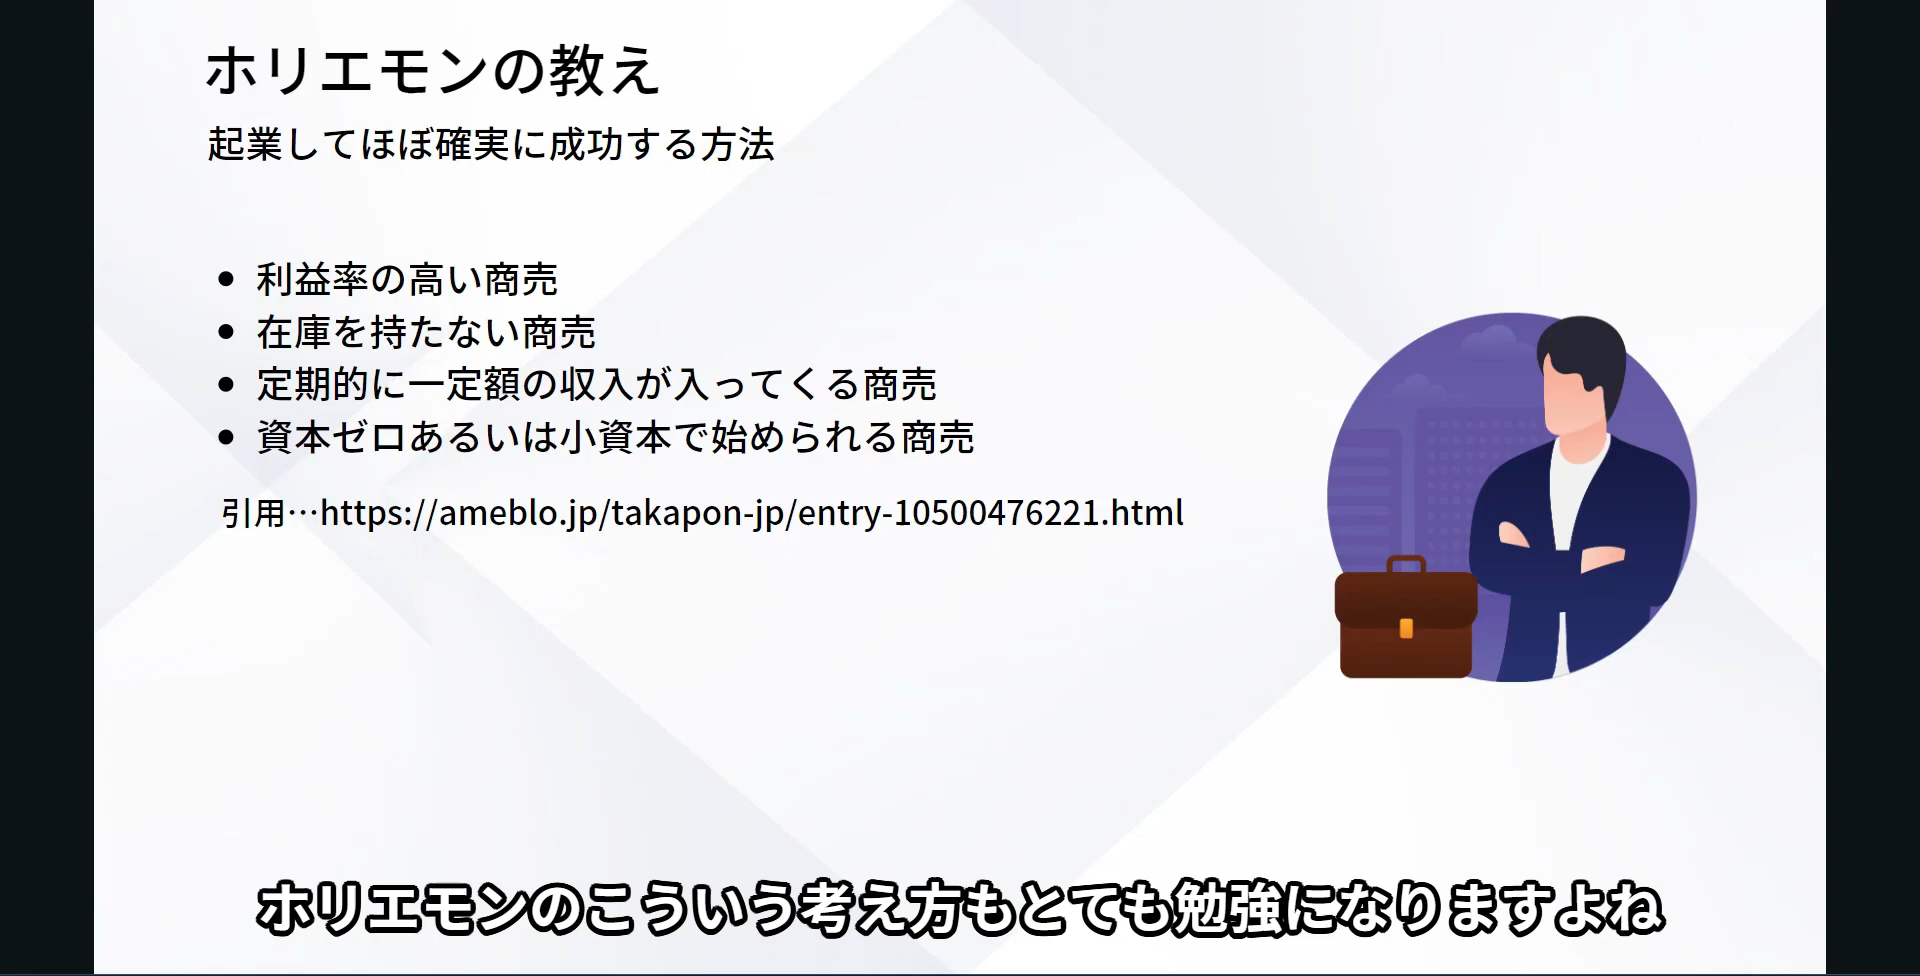 ホリエモンの教え
起業してほぼ確実に成功する方法
● 利益率の高い商売
● 在庫を持たない商売
● 定期的に一定額の収入が入ってくる商売
● 資本ゼロあるいは小資本で始められる商売
引用…https://ameblo.jp/takapon-jp/entry-10500476221.html
ホリエモンのこういう考え方もとても勉強になりますよね